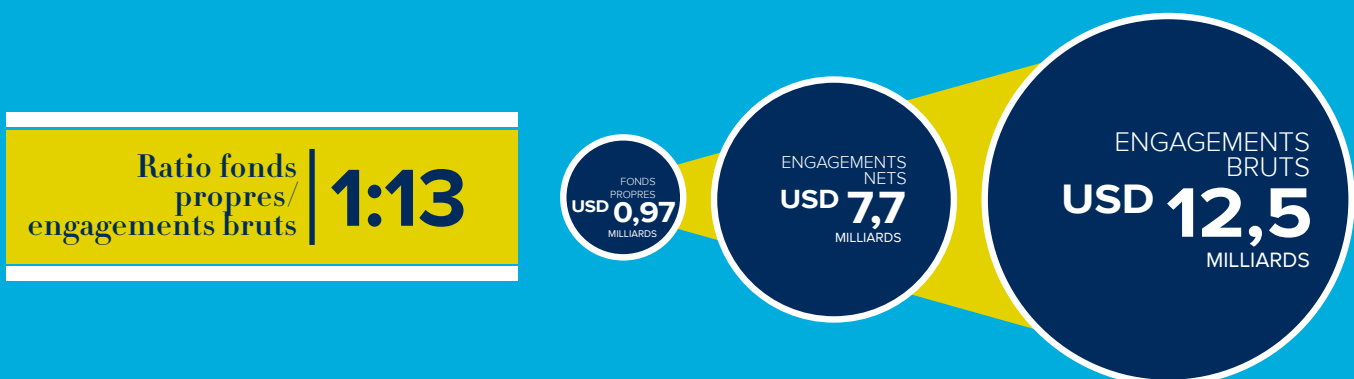 Ratio fonds
propres/
engagements bruts
1:13
FONDS
PROPRES
USD 0,97
MILLIARDS
ENGAGEMENTS
NETS
USD 7,7
MILLIARDS
ENGAGEMENTS
BRUTS
USD 12,5
MILLIARDS